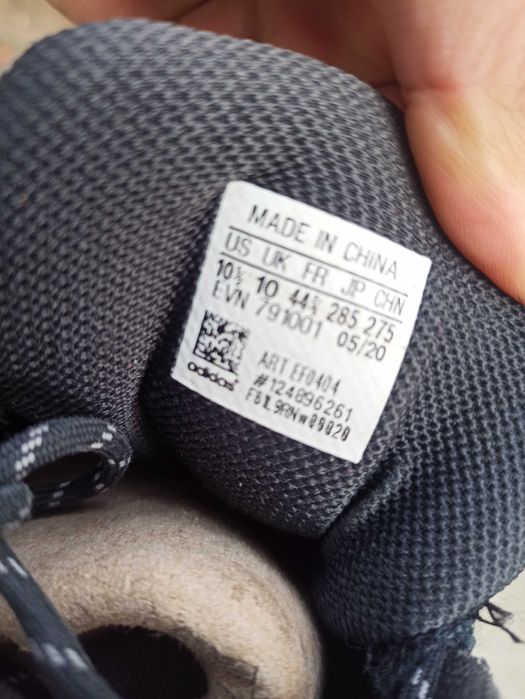 MADE IN CHINA
US UK FR JP CHN
10½ 10 44⅔ 285 275
EVN 791001 05/20
ART EF0404
#124896261
adidas